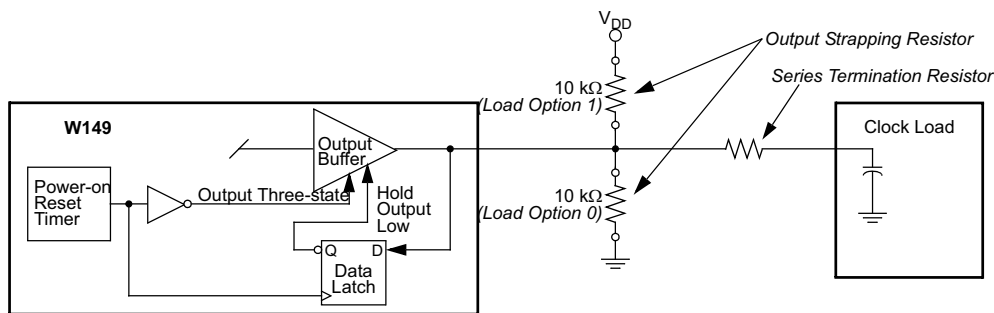 V_DD
Output Strapping Resistor
Series Termination Resistor
10 kΩ
(Load Option 1)
W149
Output
Buffer
Clock Load
Power-on
Reset
Timer
Output Three-state
Hold
Output
Low
10 kΩ
(Load Option 0)
Q
D
Data
Latch